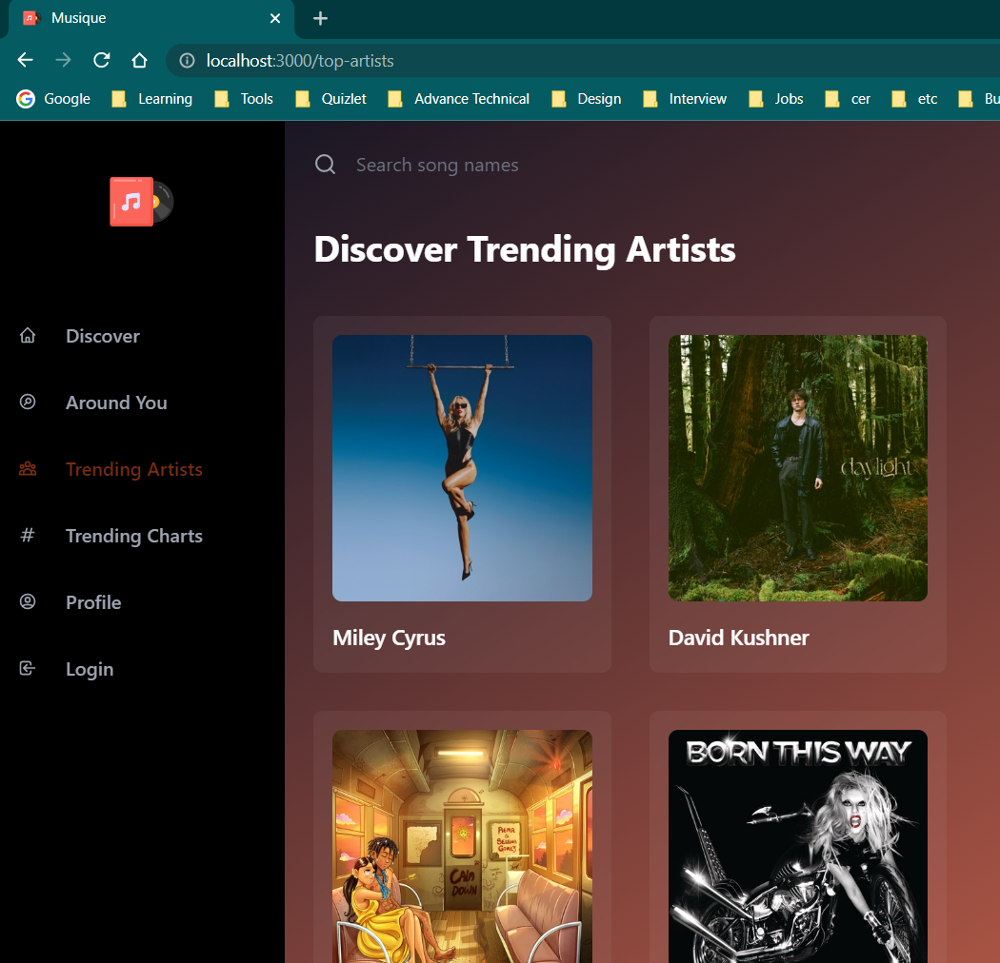 Musique
localhost:3000/top-artists
Google Learning Tools Quizlet Advance Technical Design Interview Jobs cer etc Bu
Search song names
Discover Trending Artists
Discover
Around You
Trending Artists
Trending Charts
Profile
Login
daylight
Miley Cyrus
David Kushner
BORN THIS WAY
REMA
&
SELENA
GOMEZ
CALM
DOWN